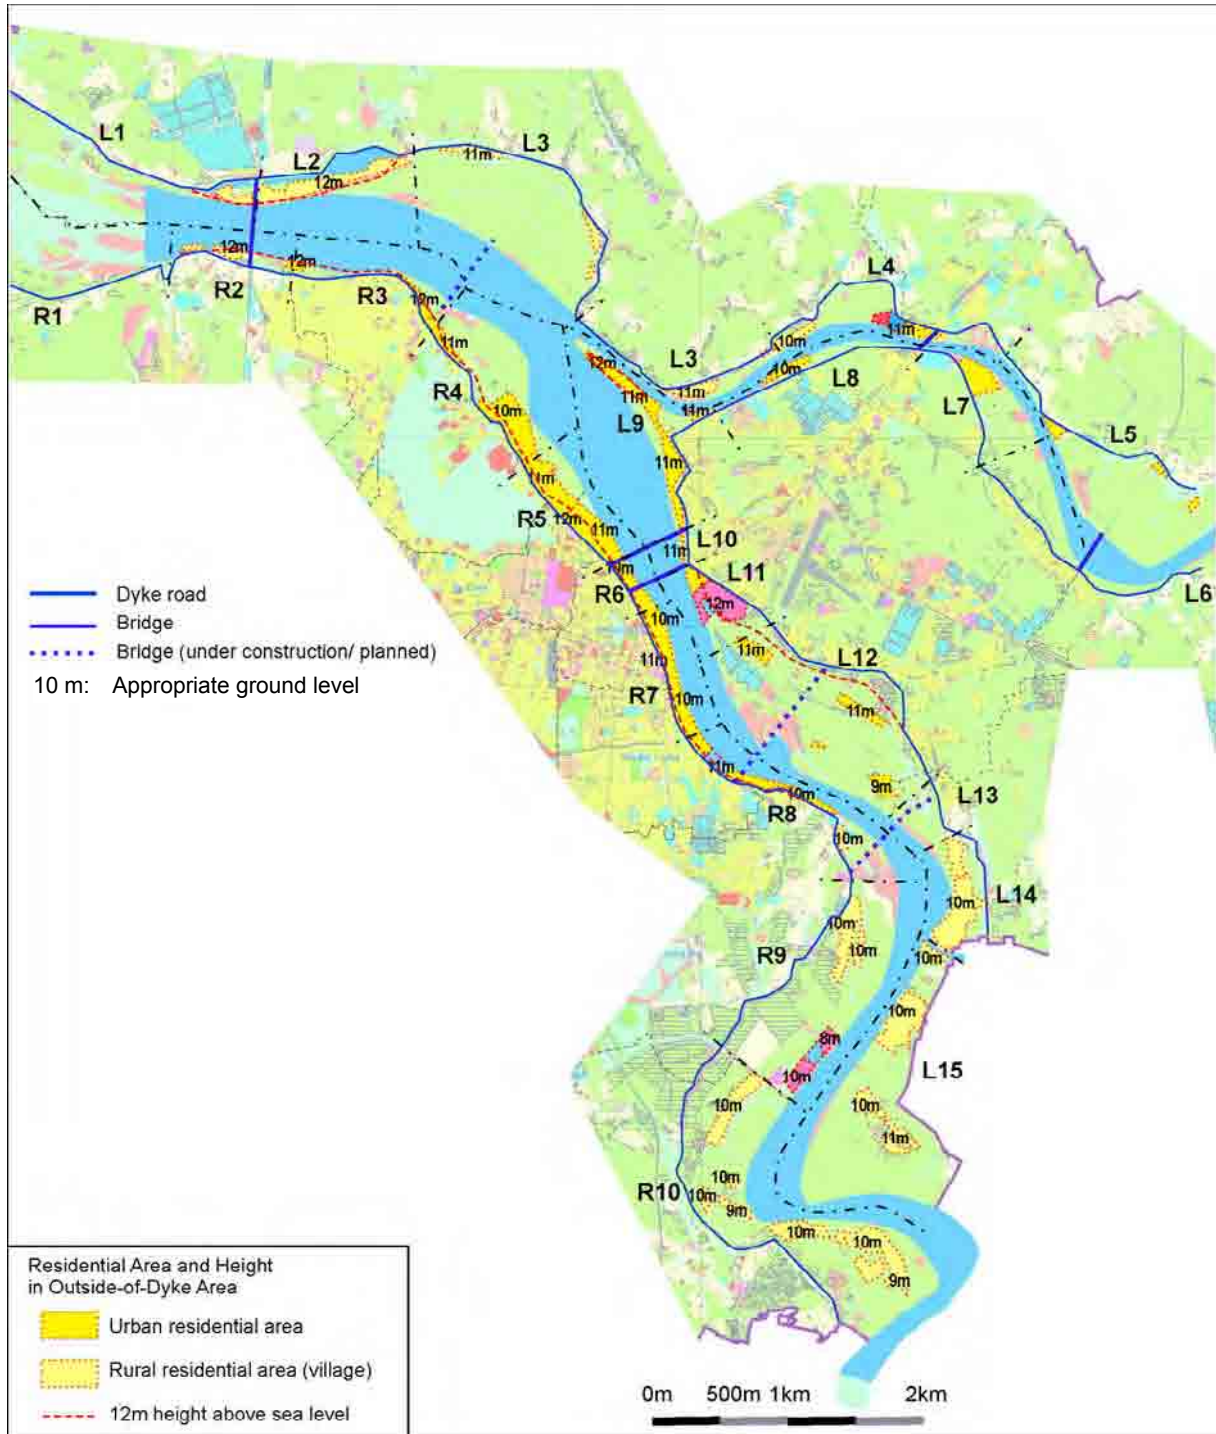 L1
L2
L3
11m
12m
12m
12m
R1
R2
R3
12m
11m
L4
11m
10m
L3
12m
10m
L8
11m
11m
11m
L7
R4
10m
L9
L5
11m
11m
R5
12m
11m
L10
11m
10m
L11
R6
12m
L6
10m
11m
11m
L12
R7
10m
11m
11m
9m
L13
10m
R8
10m
10m
L14
10m
10m
10m
R9
10m
8m
L15
10m
10m
10m
11m
10m
R10
10m
9m
10m
10m
9m
Dyke road
Bridge
Bridge (under construction/ planned)
10 m: Appropriate ground level
Residential Area and Height
in Outside-of-Dyke Area
Urban residential area
Rural residential area (village)
12m height above sea level
0m 500m 1km 2km